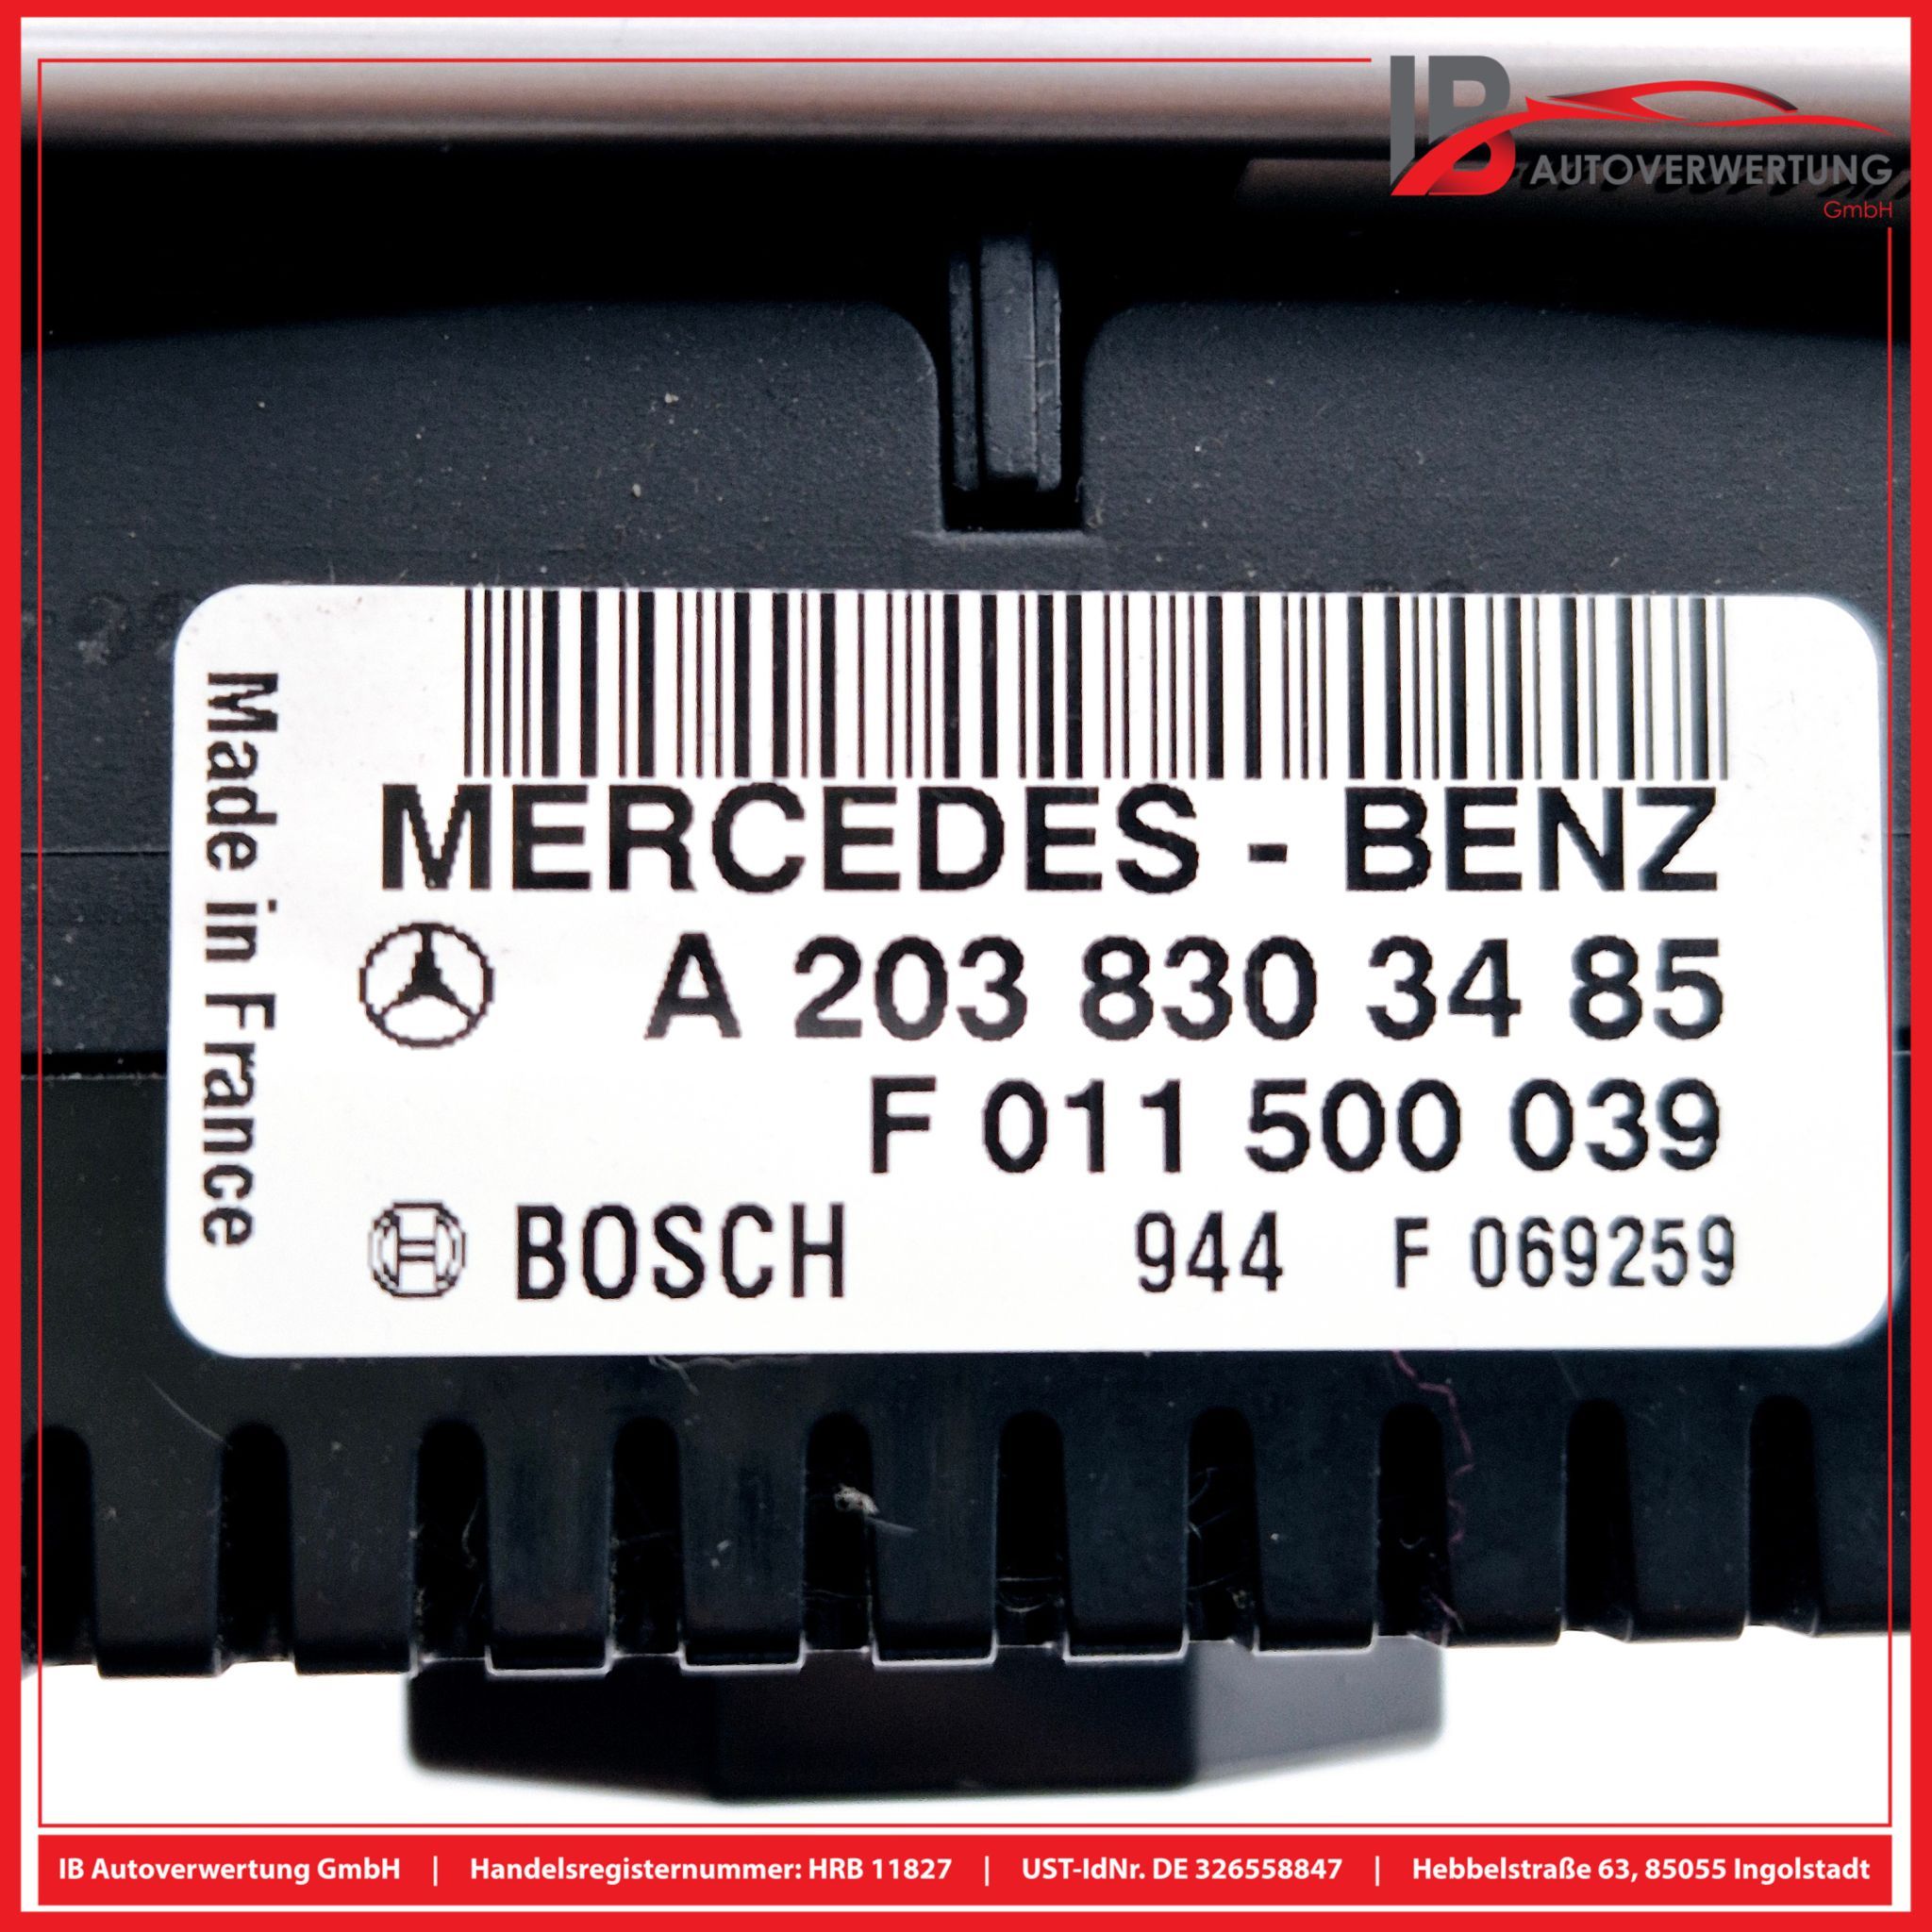 IB AUTOVERWERTUNG
GmbH
Made in France
MERCEDES - BENZ
A 203 830 34 85
F 011 500 039
BOSCH 944 F 069259
IB Autoverwertung GmbH | Handelsregisternummer: HRB 11827 | UST-IdNr. DE 326558847 | Hebbelstraße 63, 85055 Ingolstadt